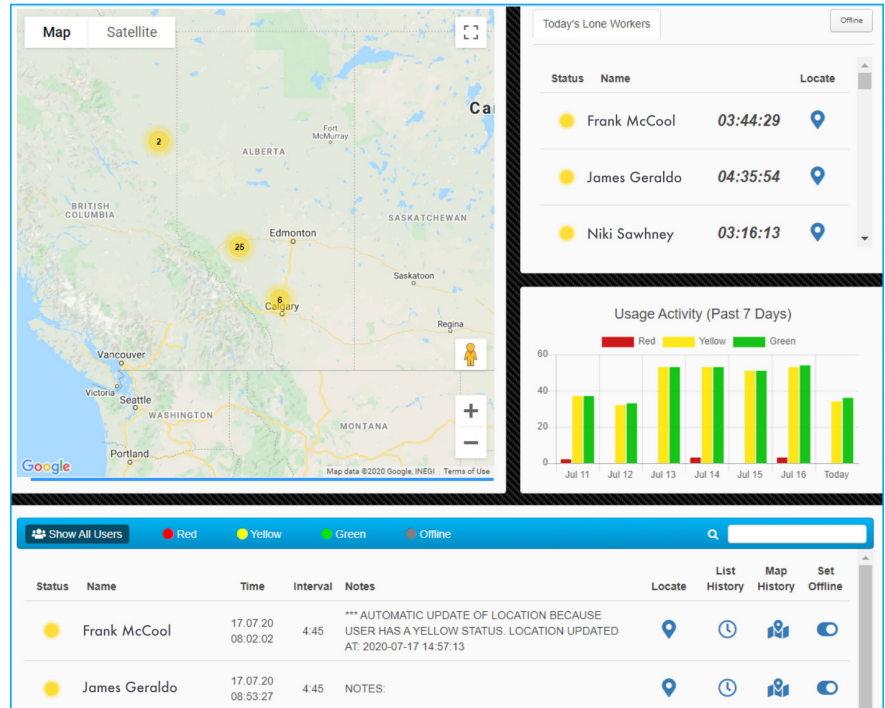 Map Satellite
Ca
Fort
McMurray
2
ALBERTA
BRITISH
COLUMBIA
SASKATCHEWAN
Edmonton
25
Saskatoon
6
Calgary
Regina
Vancouver
Victoria
Seattle
WASHINGTON
MONTANA
Portland
Google
Map data ©2020 Google, INEGI Terms of Use
Today's Lone Workers Offline
Status Name Locate
Frank McCool 03:44:29
James Geraldo 04:35:54
Niki Sawhney 03:16:13
Usage Activity (Past 7 Days)
Red Yellow Green
60
40
20
0
Jul 11 Jul 12 Jul 13 Jul 14 Jul 15 Jul 16 Today
Show All Users Red Yellow Green Offline
Status Name Time Interval Notes Locate List History Map History Set Offline
Frank McCool 17.07.20 08:02:02 4:45 *** AUTOMATIC UPDATE OF LOCATION BECAUSE
USER HAS A YELLOW STATUS. LOCATION UPDATED
AT: 2020-07-17 14:57:13
James Geraldo 17.07.20 08:53:27 4:45 NOTES: